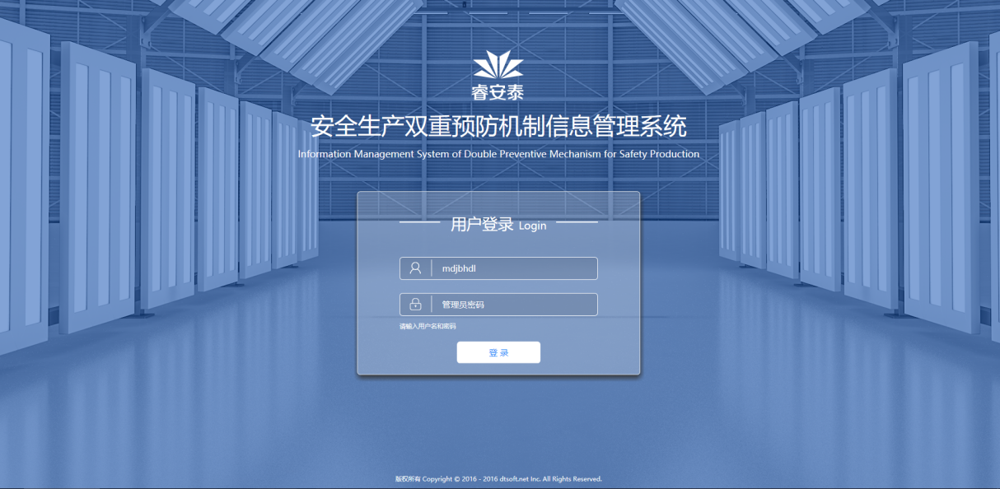 睿安泰
安全生产双重预防机制信息管理系统
Information Management System of Double Preventive Mechanism for Safety Production
用户登录 Login
mdjbhdl
管理员密码
请输入用户名和密码
登 录
版权所有 Copyright © 2016 - 2016 dtsoft.net Inc. All Rights Reserved.